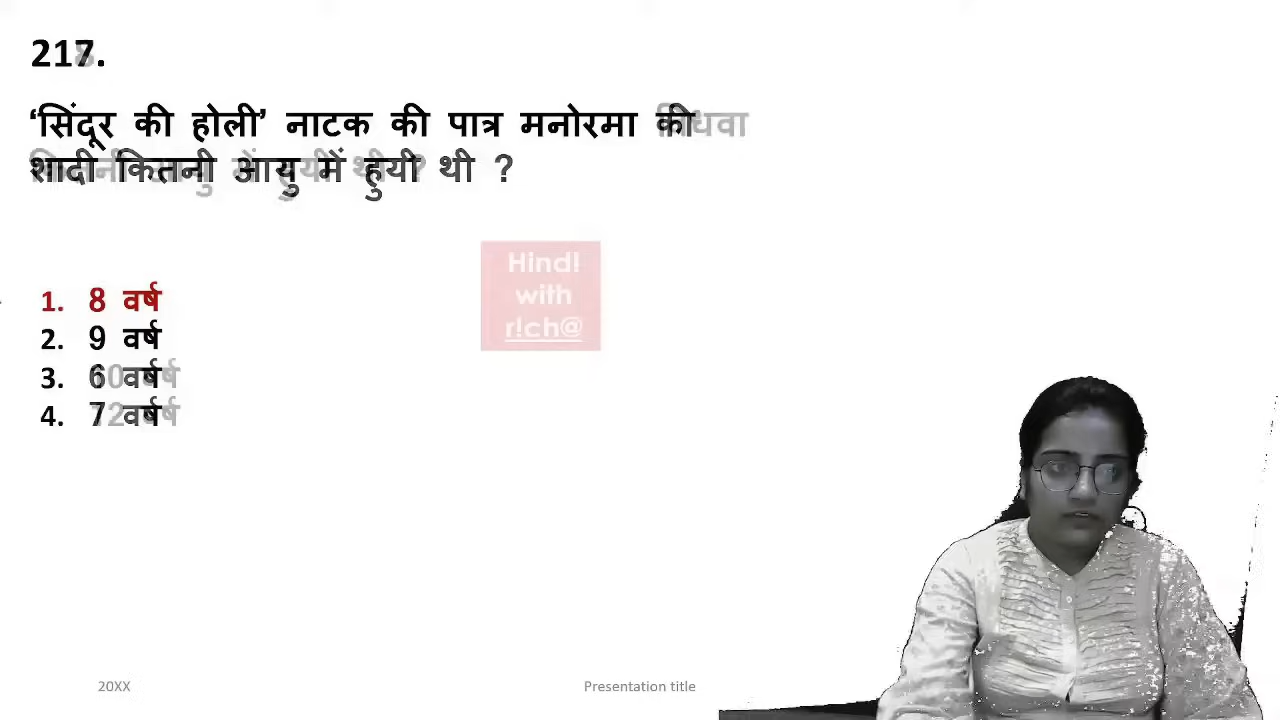 217.
‘सिंदूर की होली’ नाटक की पात्र मनोरमा की
शादी कितनी आयु में हुयी थी ?
Hind!
with
r!ch@
1. 8 वर्ष
2. 9 वर्ष
3. 6 वर्ष
4. 7 वर्ष
20XX
Presentation title